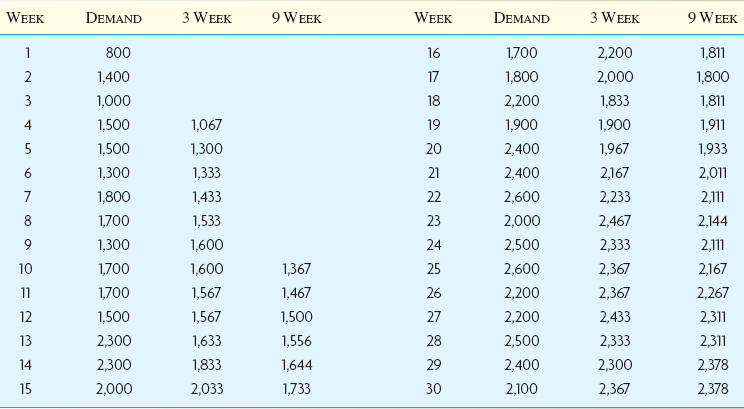 WEEK DEMAND 3 WEEK 9 WEEK WEEK DEMAND 3 WEEK 9 WEEK
1 800 16 1,700 2,200 1,811
2 1,400 17 1,800 2,000 1,800
3 1,000 18 2,200 1,833 1,811
4 1,500 1,067 19 1,900 1,900 1,911
5 1,500 1,300 20 2,400 1,967 1,933
6 1,300 1,333 21 2,400 2,167 2,011
7 1,800 1,433 22 2,600 2,233 2,111
8 1,700 1,533 23 2,000 2,467 2,144
9 1,300 1,600 24 2,500 2,333 2,111
10 1,700 1,600 1,367 25 2,600 2,367 2,167
11 1,700 1,567 1,467 26 2,200 2,367 2,267
12 1,500 1,567 1,500 27 2,200 2,433 2,311
13 2,300 1,633 1,556 28 2,500 2,333 2,311
14 2,300 1,833 1,644 29 2,400 2,300 2,378
15 2,000 2,033 1,733 30 2,100 2,367 2,378